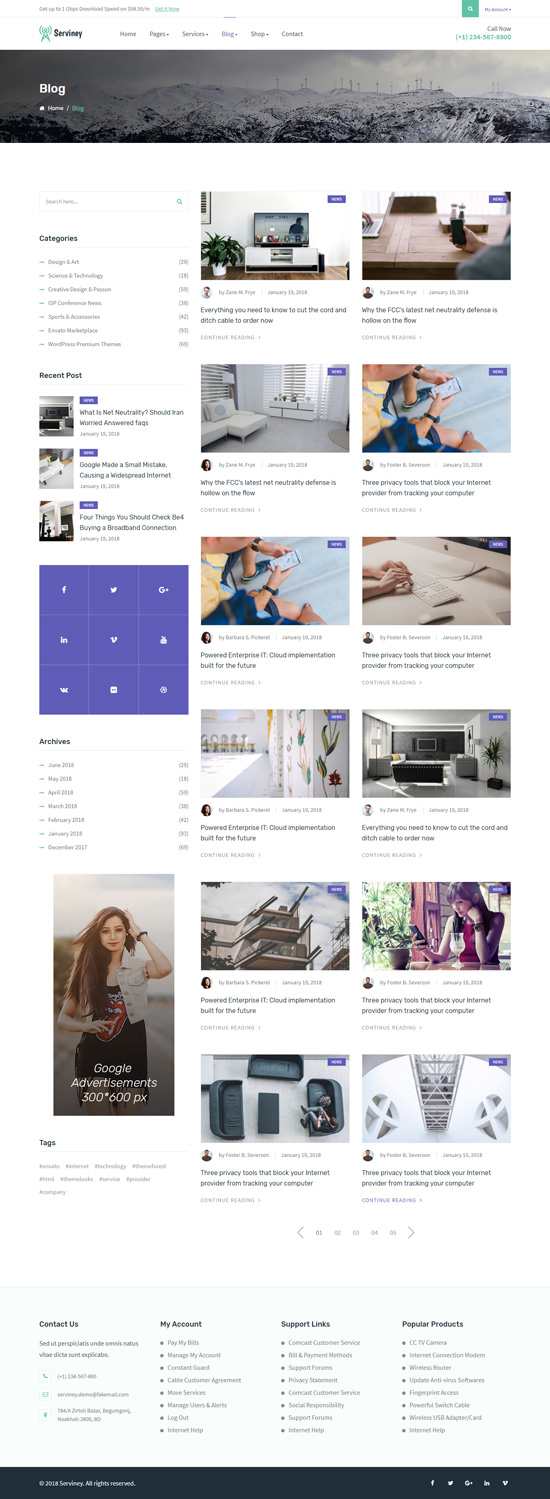 Get up to 1 Gbps Download Speed on $98.50/m Get It Now
My Account
Serviney
Home Pages Services Blog Shop Contact
Call Now
(+1) 234-567-8900
Blog
Home / Blog
Search here...
Categories
Design & Art (29)
Science & Technology (18)
Creative Design & Passon (59)
ISP Conference News (38)
Sports & Accessories (42)
Envato Marketplace (93)
WordPress Premium Themes (69)
Recent Post
NEWS
What Is Net Neutrality? Should Iran
Worried Answered faqs
January 19, 2018
NEWS
Google Made a Small Mistake,
Causing a Widespread Internet
January 19, 2018
NEWS
Four Things You Should Check Be4
Buying a Broadband Connection
January 19, 2018
Archives
June 2018 (29)
May 2018 (18)
April 2018 (59)
March 2018 (38)
February 2018 (42)
January 2018 (93)
December 2017 (69)
Google
Advertisements
300*600 px
Tags
#envato #internet #technology #themeforest
#html #themelooks #service #provider
#company
NEWS
by Zane M. Frye January 19, 2018
Everything you need to know to cut the cord and
ditch cable to order now
CONTINUE READING
NEWS
by Zane M. Frye January 19, 2018
Why the FCC's latest net neutrality defense is
hollow on the flow
CONTINUE READING
NEWS
by Zane M. Frye January 19, 2018
Why the FCC's latest net neutrality defense is
hollow on the flow
CONTINUE READING
NEWS
by Foster B. Severson January 19, 2018
Three privacy tools that block your Internet
provider from tracking your computer
CONTINUE READING
NEWS
by Barbara S. Pickerel January 19, 2018
Powered Enterprise IT: Cloud implementation
built for the future
CONTINUE READING
NEWS
by Foster B. Severson January 19, 2018
Three privacy tools that block your Internet
provider from tracking your computer
CONTINUE READING
NEWS
by Barbara S. Pickerel January 19, 2018
Powered Enterprise IT: Cloud implementation
built for the future
CONTINUE READING
NEWS
by Zane M. Frye January 19, 2018
Everything you need to know to cut the cord and
ditch cable to order now
CONTINUE READING
NEWS
by Barbara S. Pickerel January 19, 2018
Powered Enterprise IT: Cloud implementation
built for the future
CONTINUE READING
NEWS
by Foster B. Severson January 19, 2018
Three privacy tools that block your Internet
provider from tracking your computer
CONTINUE READING
NEWS
by Foster B. Severson January 19, 2018
Three privacy tools that block your Internet
provider from tracking your computer
CONTINUE READING
NEWS
by Foster B. Severson January 19, 2018
Three privacy tools that block your Internet
provider from tracking your computer
CONTINUE READING
01 02 03 04 05
Contact Us
Sed ut perspiciatis unde omnis natus
vitae dicta sunt explicabo.
(+1) 234-567-890
serviney.demo@fakemail.com
784/A Zirtoli Bazai, Begumgonj,
Noakhali-3800, BD
My Account
Pay My Bills
Manage My Account
Constant Guard
Cable Customer Agreement
Move Services
Manage Users & Alerts
Log Out
Internet Help
Support Links
Comcast Customer Service
Bill & Payment Methods
Support Forums
Privacy Statement
Comcast Customer Service
Social Responsibility
Support Forums
Internet Help
Popular Products
CC TV Camera
Internet Connection Modem
Wireless Router
Update Anti-virus Softwares
Fingerprint Access
Powerful Switch Cable
Wireless USB Adapter/Card
Internet Help
© 2018 Serviney. All rights reserved.